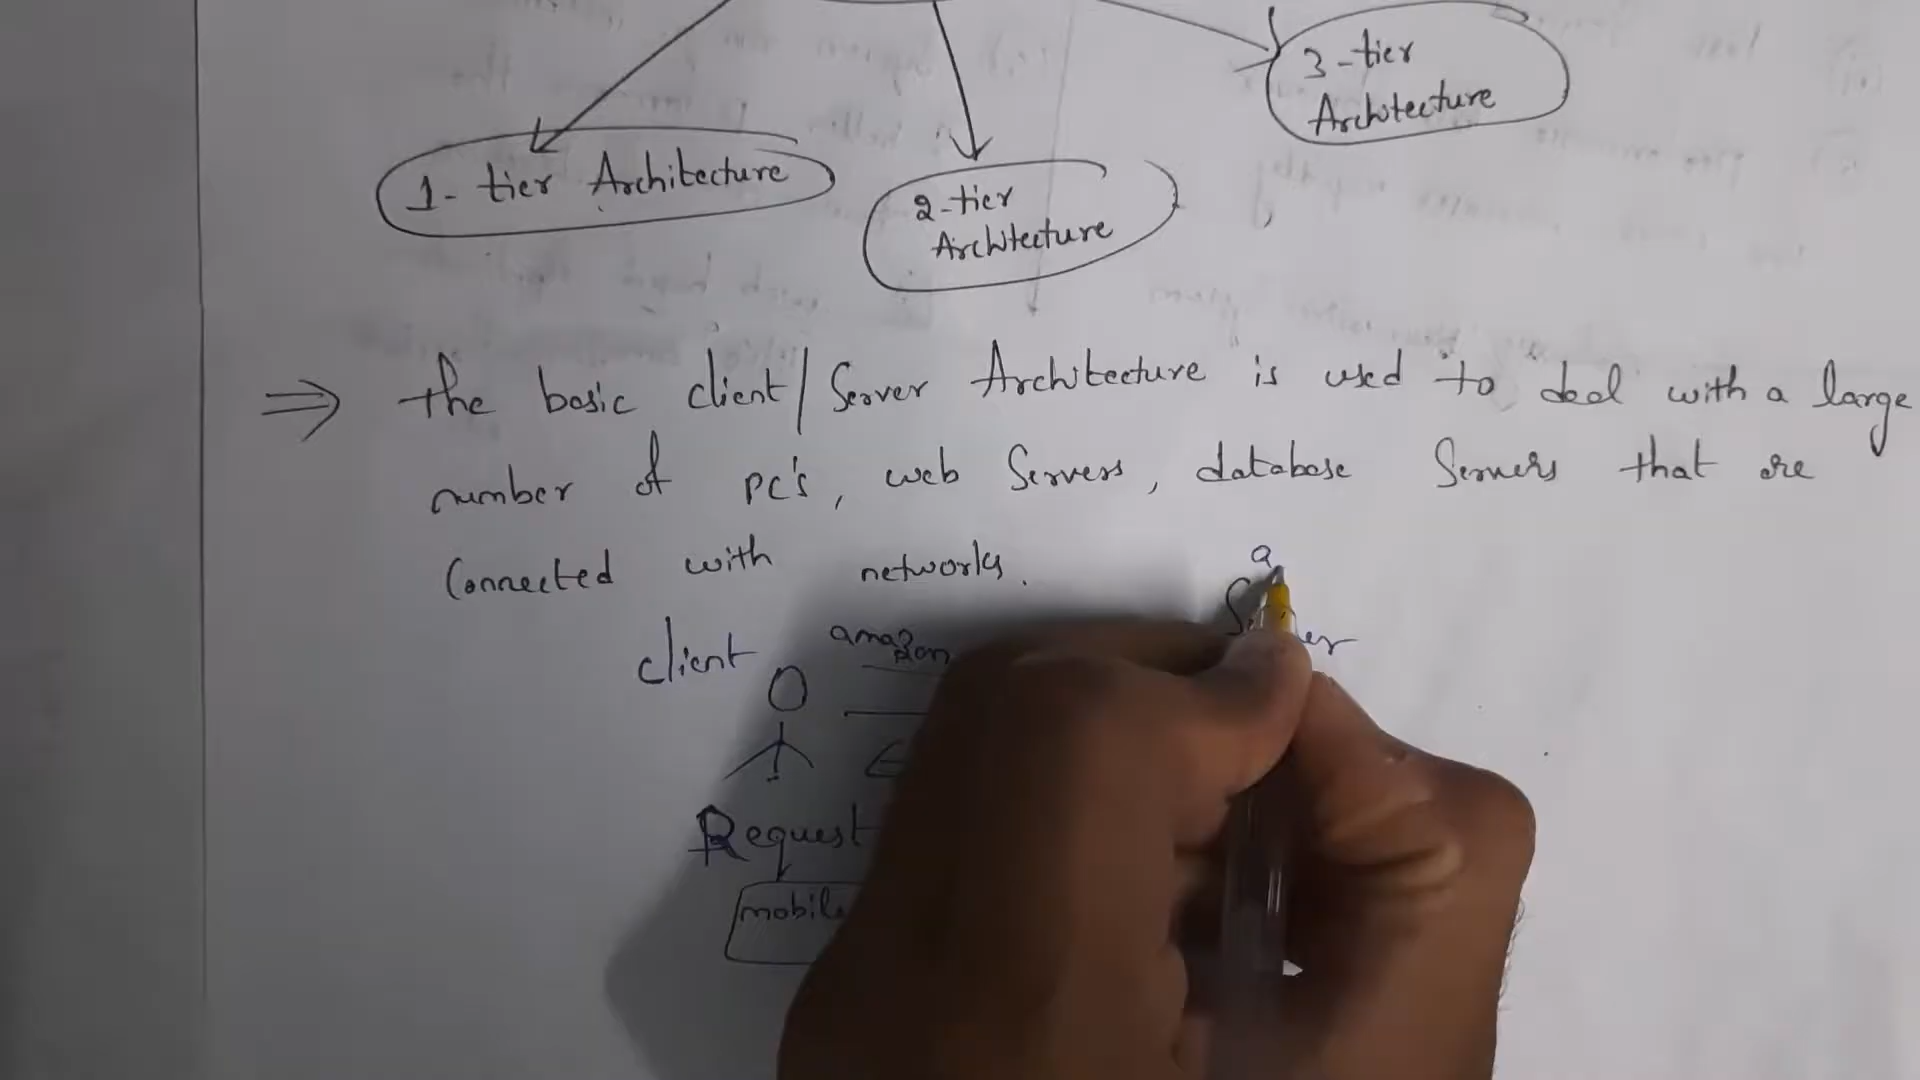 3-tier
Architecture
1- tier Architecture
2-tier
Architecture
⇒ the basic client/Server Architecture is used to deal with a large
number of pc's, web Servers, database Servers that are
Connected with networks.
a
client
amazon
Request
mobile